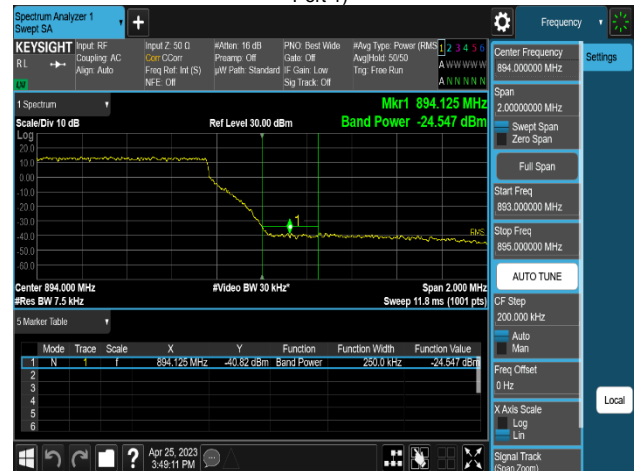 Port 1)
Spectrum Analyzer 1
Swept SA
Frequency
KEYSIGHT
RL
Input: RF
Coupling: AC
Align: Auto
Input Z: 50 Ω
Corr CCorr
Freq Ref: Int (S)
NFE: Off
#Atten: 16 dB
Preamp: Off
µW Path: Standard
PNO: Best Wide
Gate: Off
IF Gain: Low
Sig Track: Off
#Avg Type: Power (RMS
Avg|Hold: 50/50
Trig: Free Run
1 2 3 4 5 6
A W W W W W
A N N N N N
1 Spectrum
Scale/Div 10 dB
Ref Level 30.00 dBm
Mkr1 894.125 MHz
Band Power -24.547 dBm
Log
20.0
10.0
0.00
-10.0
-20.0
-30.0
-40.0
-50.0
-60.0
1
RMS
Center 894.000 MHz
#Video BW 30 kHz*
Span 2.000 MHz
#Res BW 7.5 kHz
Sweep 11.8 ms (1001 pts)
5 Marker Table
Mode Trace Scale X Y Function Function Width Function Value
1 N 1 f 894.125 MHz -40.82 dBm Band Power 250.0 kHz -24.547 dBm
2
3
4
5
6
Center Frequency
894.000000 MHz
Span
2.00000000 MHz
Swept Span
Zero Span
Full Span
Start Freq
893.000000 MHz
Stop Freq
895.000000 MHz
AUTO TUNE
CF Step
200.000 kHz
Auto
Man
Freq Offset
0 Hz
X Axis Scale
Log
Lin
Signal Track
(Span Zoom)
Settings
Local
?
Apr 25, 2023
3:49:11 PM